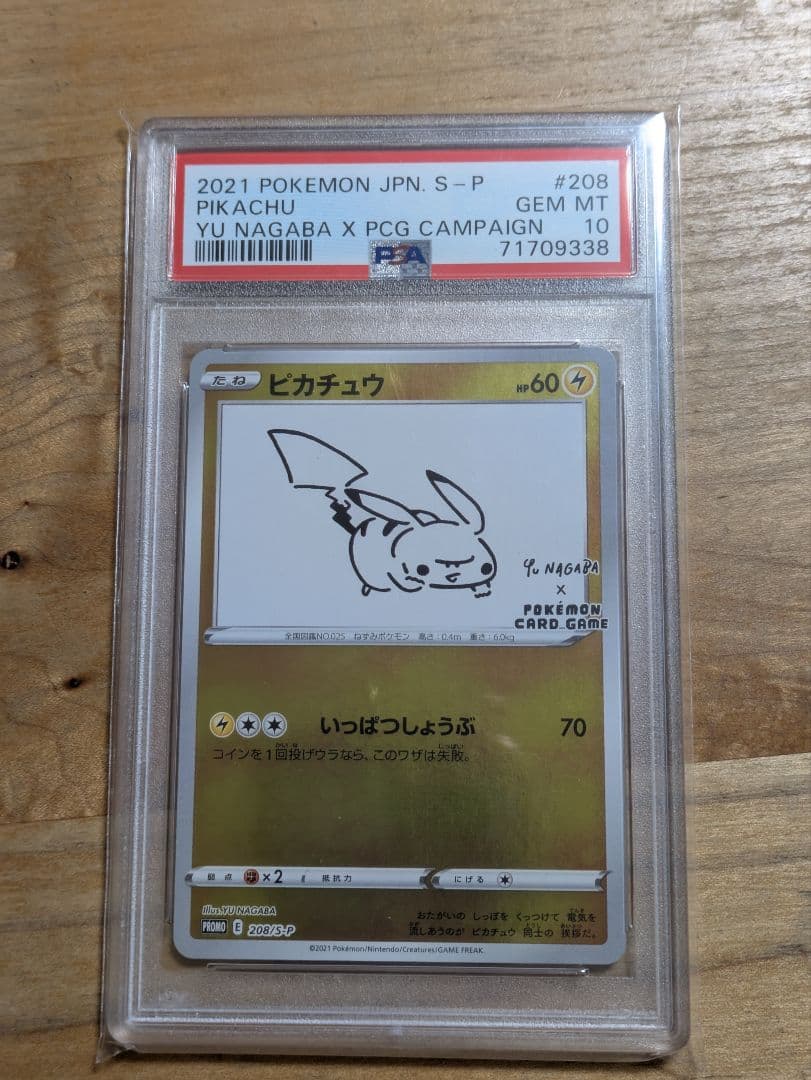 2021 POKEMON JPN. S-P #208
PIKACHU GEM MT
YU NAGABA X PCG CAMPAIGN 10
PSA 71709338
たね ピカチュウ HP60
YU NAGABA
×
POKÉMON
CARD GAME
全国図鑑NO.025 ねずみポケモン 高さ:0.4m 重さ:6.0kg
いっぱつしょうぶ 70
コインを1回投げウラなら、このワザは失敗。
弱点 ×2 抵抗力 にげる
Illus. YU NAGABA
おたがいの しっぽを くっつけて 電気を
PROMO E 208/S-P
流しあうのが ピカチュウ 同士の 挨拶だ。
©2021 Pokémon/Nintendo/Creatures/GAME FREAK.